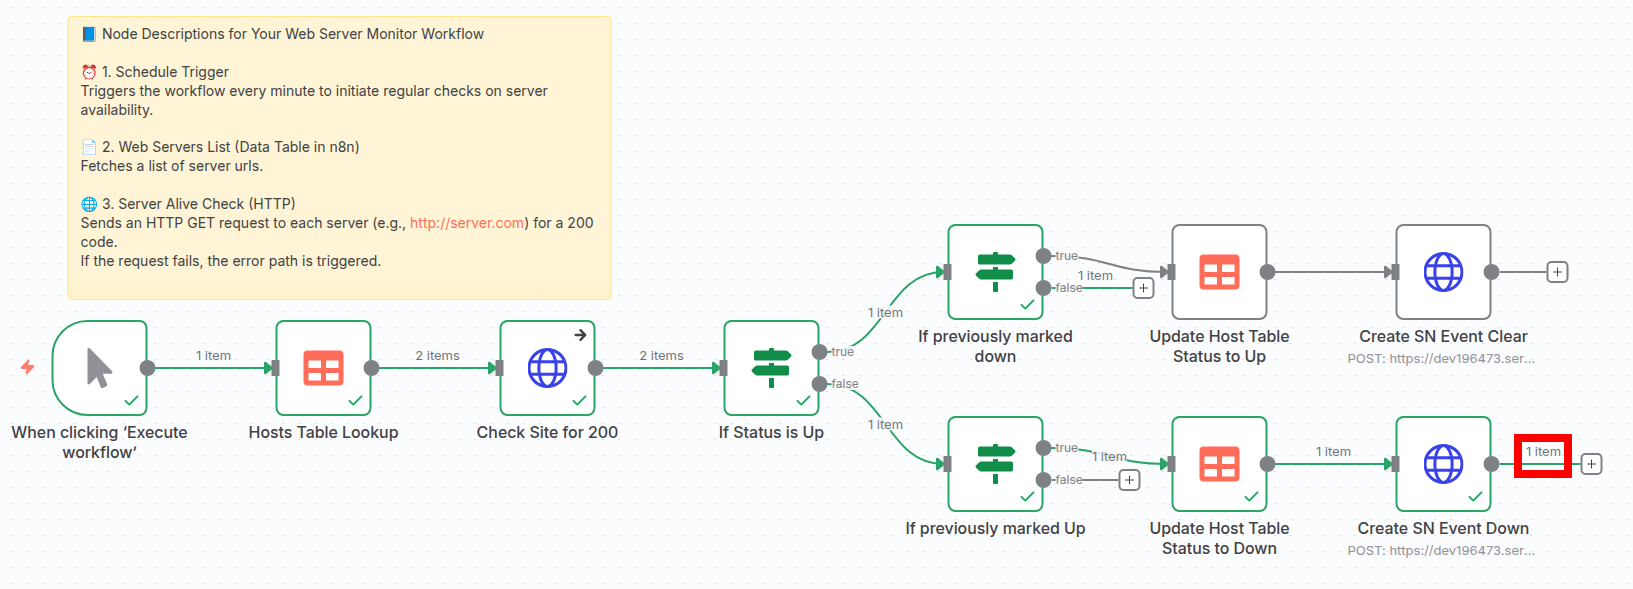 📘 Node Descriptions for Your Web Server Monitor Workflow
⏰ 1. Schedule Trigger
Triggers the workflow every minute to initiate regular checks on server
availability.
📄 2. Web Servers List (Data Table in n8n)
Fetches a list of server urls.
🌐 3. Server Alive Check (HTTP)
Sends an HTTP GET request to each server (e.g., http://server.com) for a 200
code.
If the request fails, the error path is triggered.
When clicking ‘Execute
workflow’
1 item
Hosts Table Lookup
2 items
Check Site for 200
2 items
If Status is Up
true
false
1 item
1 item
If previously marked
down
true
1 item
false
Update Host Table
Status to Up
Create SN Event Clear
POST: https://dev196473.ser...
If previously marked Up
true
1 item
false
Update Host Table
Status to Down
1 item
Create SN Event Down
POST: https://dev196473.ser...
1 item